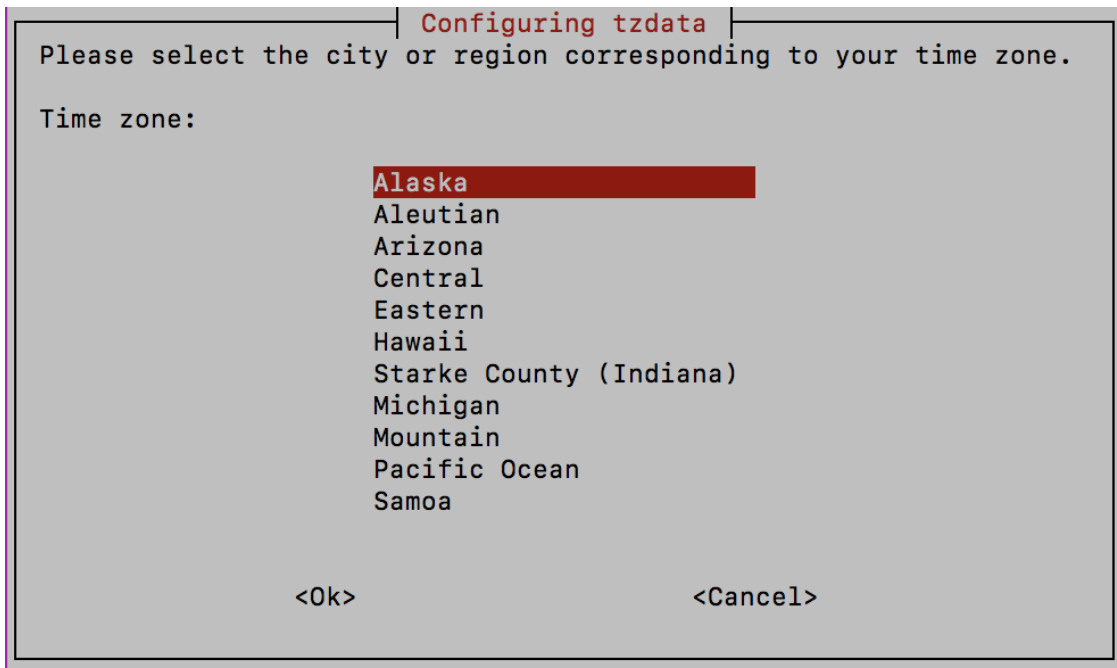 Configuring tzdata
Please select the city or region corresponding to your time zone.
Time zone:
Alaska
Aleutian
Arizona
Central
Eastern
Hawaii
Starke County (Indiana)
Michigan
Mountain
Pacific Ocean
Samoa
<Ok> <Cancel>